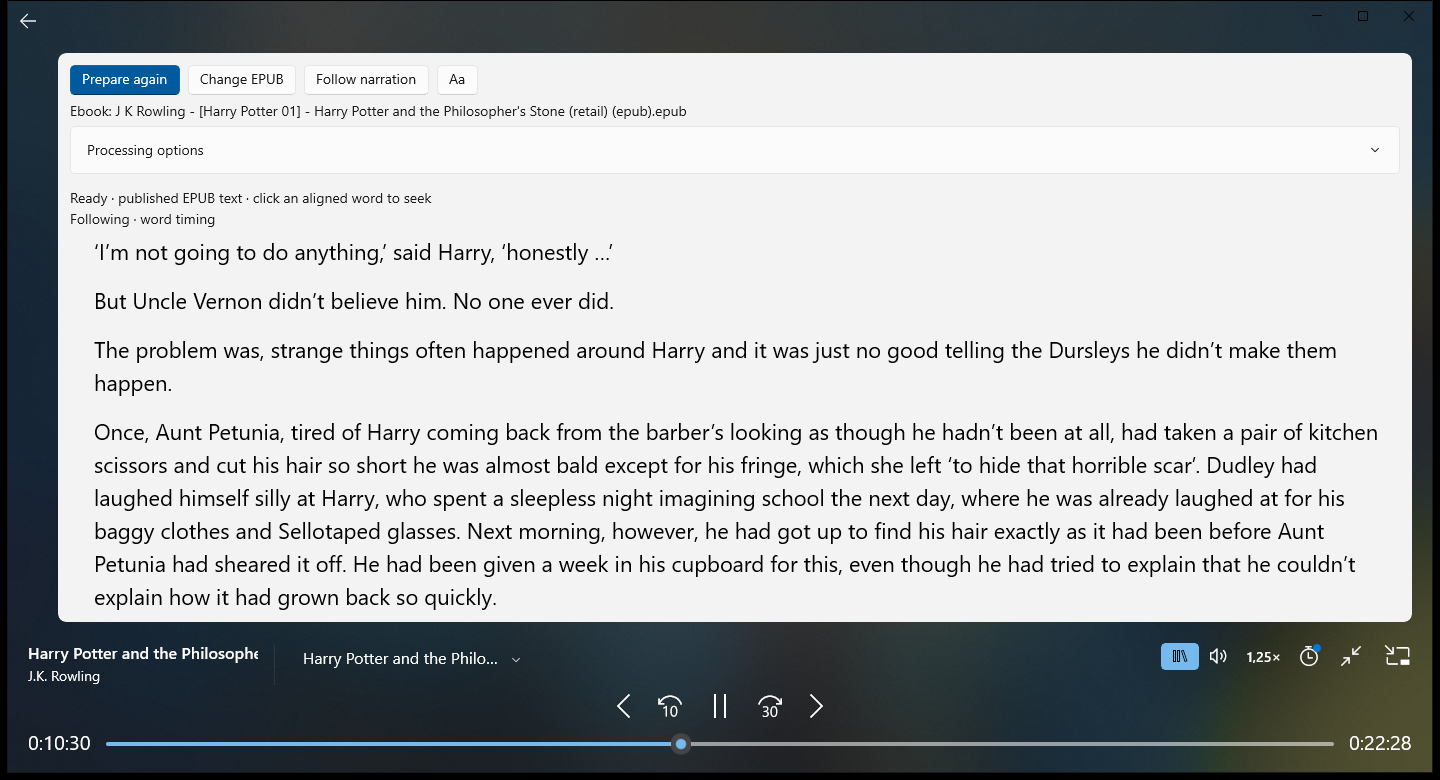 Prepare again
Change EPUB
Follow narration
Aa
Ebook: J K Rowling - [Harry Potter 01] - Harry Potter and the Philosopher's Stone (retail) (epub).epub
Processing options
Ready · published EPUB text · click an aligned word to seek
Following · word timing
‘I’m not going to do anything,’ said Harry, ‘honestly ...’
But Uncle Vernon didn’t believe him. No one ever did.
The problem was, strange things often happened around Harry and it was just no good telling the Dursleys he didn’t make them
happen.
Once, Aunt Petunia, tired of Harry coming back from the barber’s looking as though he hadn’t been at all, had taken a pair of kitchen
scissors and cut his hair so short he was almost bald except for his fringe, which she left ‘to hide that horrible scar’. Dudley had
laughed himself silly at Harry, who spent a sleepless night imagining school the next day, where he was already laughed at for his
baggy clothes and Sellotaped glasses. Next morning, however, he had got up to find his hair exactly as it had been before Aunt
Petunia had sheared it off. He had been given a week in his cupboard for this, even though he had tried to explain that he couldn’t
explain how it had grown back so quickly.
Harry Potter and the Philosophe
J.K. Rowling
Harry Potter and the Philo...
1,25×
10
30
0:10:30
0:22:28